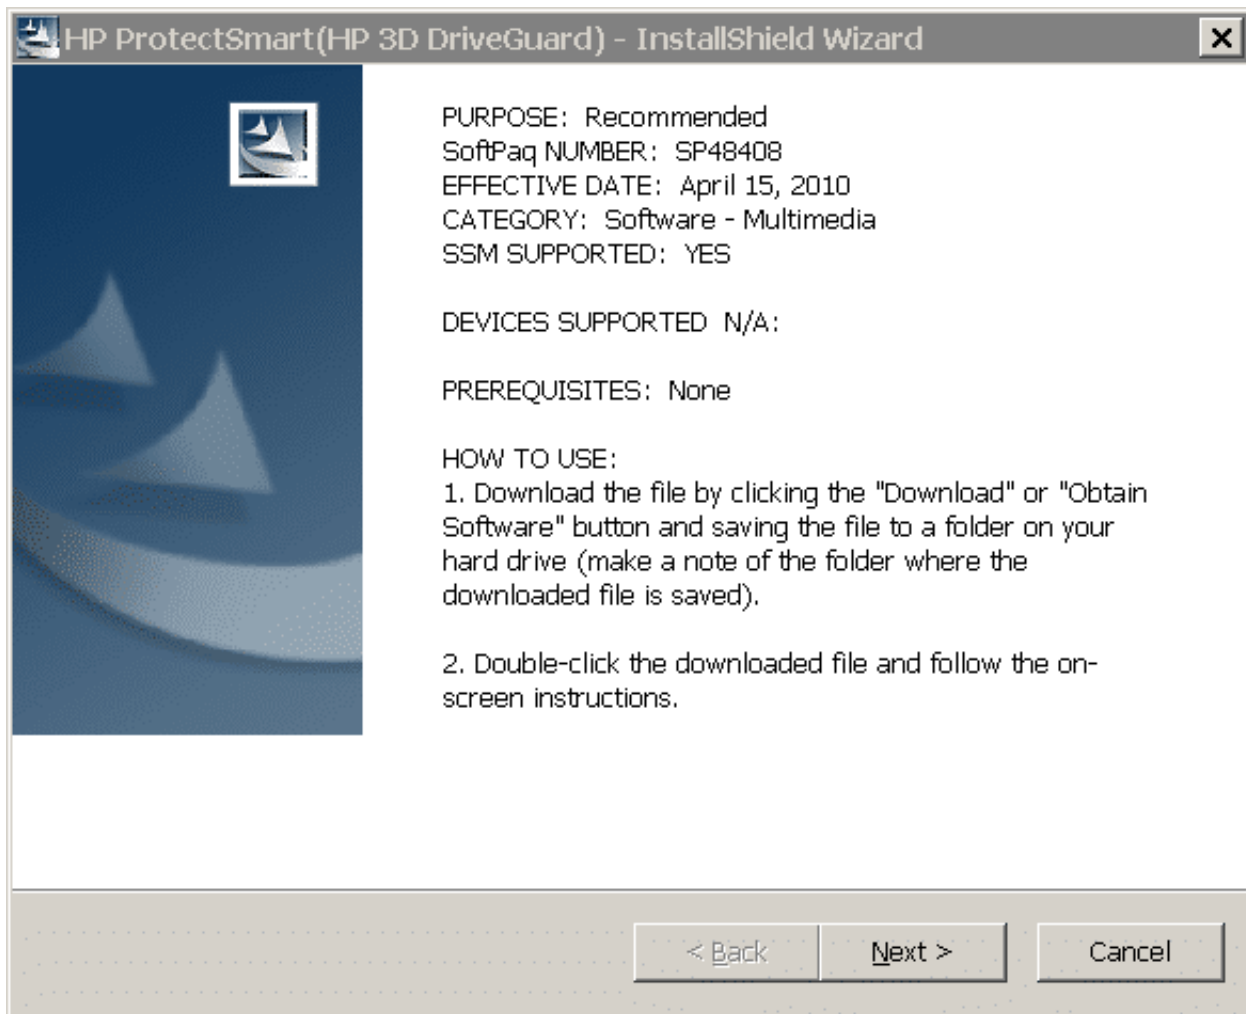 HP ProtectSmart(HP 3D DriveGuard) - InstallShield Wizard
PURPOSE: Recommended
SoftPaq NUMBER: SP48408
EFFECTIVE DATE: April 15, 2010
CATEGORY: Software - Multimedia
SSM SUPPORTED: YES
DEVICES SUPPORTED N/A:
PREREQUISITES: None
HOW TO USE:
1. Download the file by clicking the "Download" or "Obtain
Software" button and saving the file to a folder on your
hard drive (make a note of the folder where the
downloaded file is saved).
2. Double-click the downloaded file and follow the on-
screen instructions.
< Back Next > Cancel